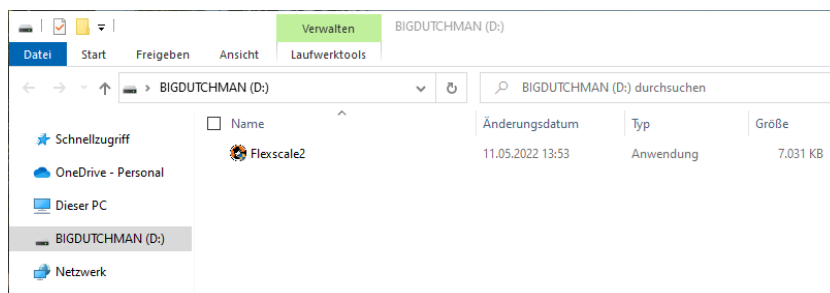 Verwalten BIGDUTCHMAN (D:)
Datei Start Freigeben Ansicht Laufwerktools
BIGDUTCHMAN (D:) BIGDUTCHMAN (D:) durchsuchen
Name Änderungsdatum Typ Größe
Schnellzugriff
Flexscale2 11.05.2022 13:53 Anwendung 7.031 KB
OneDrive - Personal
Dieser PC
BIGDUTCHMAN (D:)
Netzwerk